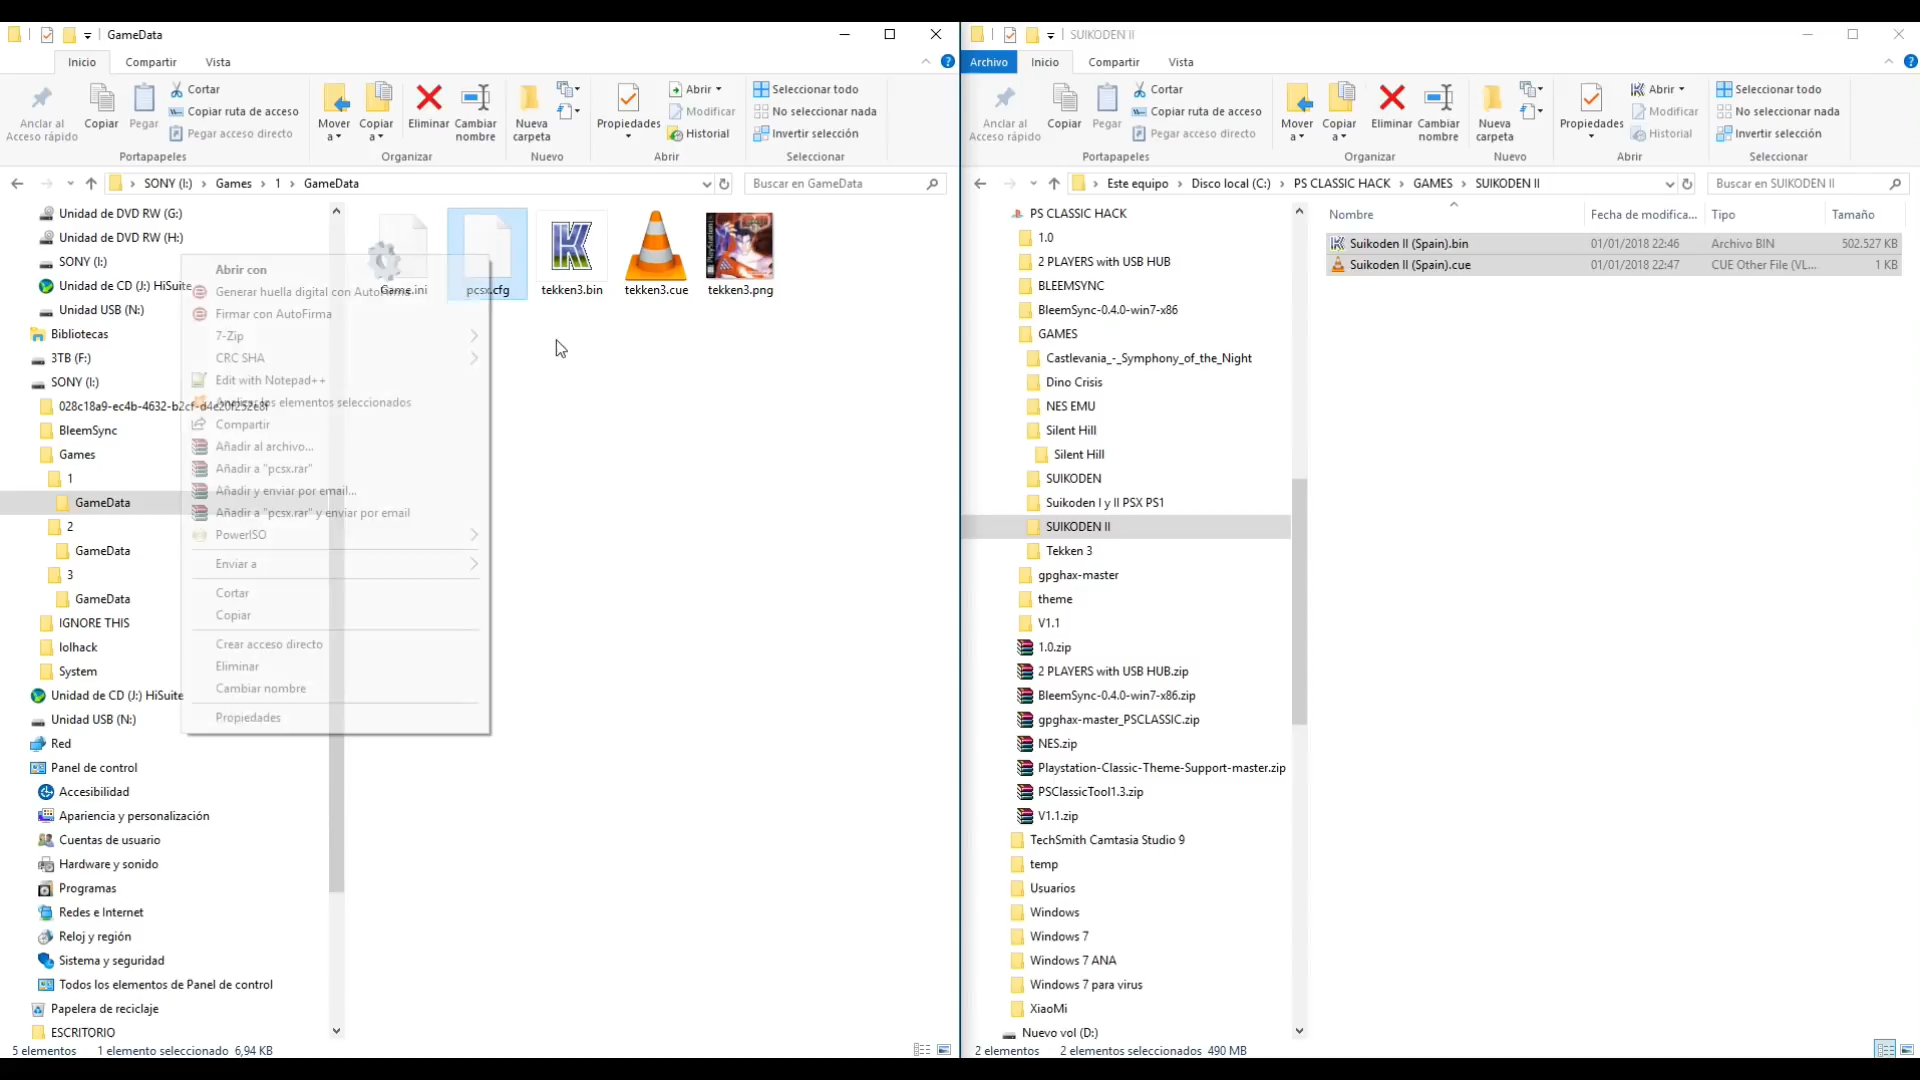 GameData
Inicio
Compartir
Vista
Anclar al
Acceso rápido
Copiar
Pegar
Cortar
Copiar ruta de acceso
Pegar acceso directo
Portapapeles
Mover
a
Copiar
a
Eliminar
Cambiar
nombre
Organizar
Nueva
carpeta
Nuevo
Propiedades
Abrir
Modificar
Historial
Abrir
Seleccionar todo
No seleccionar nada
Invertir selección
Seleccionar
SONY (I:)
Games
1
GameData
Buscar en GameData
Unidad de DVD RW (G:)
Unidad de DVD RW (H:)
SONY (I:)
Unidad de CD (J:) HiSuite
Unidad USB (N:)
Bibliotecas
3TB (F:)
SONY (I:)
028c18a9-ec4b-4632-b2cf-d4e20f252e8f
BleemSync
Games
1
GameData
2
GameData
3
GameData
IGNORE THIS
lolhack
System
Unidad de CD (J:) HiSuite
Unidad USB (N:)
Red
Panel de control
Accesibilidad
Apariencia y personalización
Cuentas de usuario
Hardware y sonido
Programas
Redes e Internet
Reloj y región
Sistema y seguridad
Todos los elementos de Panel de control
Papelera de reciclaje
ESCRITORIO
Game.ini
pcsx.cfg
tekken3.bin
tekken3.cue
tekken3.png
Abrir con
Generar huella digital con AutoFirma
Firmar con AutoFirma
7-Zip
CRC SHA
Edit with Notepad++
Analizar los elementos seleccionados
Compartir
Añadir al archivo...
Añadir a "pcsx.rar"
Añadir y enviar por email...
Añadir a "pcsx.rar" y enviar por email
PowerISO
Enviar a
Cortar
Copiar
Crear acceso directo
Eliminar
Cambiar nombre
Propiedades
5 elementos
1 elemento seleccionado 6,94 KB
SUIKODEN II
Archivo
Inicio
Compartir
Vista
Anclar al
Acceso rápido
Copiar
Pegar
Cortar
Copiar ruta de acceso
Pegar acceso directo
Portapapeles
Mover
a
Copiar
a
Eliminar
Cambiar
nombre
Organizar
Nueva
carpeta
Nuevo
Propiedades
Abrir
Modificar
Historial
Abrir
Seleccionar todo
No seleccionar nada
Invertir selección
Seleccionar
Este equipo
Disco local (C:)
PS CLASSIC HACK
GAMES
SUIKODEN II
Buscar en SUIKODEN II
PS CLASSIC HACK
1.0
2 PLAYERS with USB HUB
BLEEMSYNC
BleemSync-0.4.0-win7-x86
GAMES
Castlevania_-_Symphony_of_the_Night
Dino Crisis
NES EMU
Silent Hill
Silent Hill
SUIKODEN
Suikoden I y II PSX PS1
SUIKODEN II
Tekken 3
gpghax-master
theme
V1.1
1.0.zip
2 PLAYERS with USB HUB.zip
BleemSync-0.4.0-win7-x86.zip
gpghax-master_PSCLASSIC.zip
NES.zip
Playstation-Classic-Theme-Support-master.zip
PSClassicTool1.3.zip
V1.1.zip
TechSmith Camtasia Studio 9
temp
Usuarios
Windows
Windows 7
Windows 7 ANA
Windows 7 para virus
XiaoMi
Nuevo vol (D:)
Nombre
Fecha de modifica...
Tipo
Tamaño
Suikoden II (Spain).bin 01/01/2018 22:46 Archivo BIN 502.527 KB
Suikoden II (Spain).cue 01/01/2018 22:47 CUE Other File (VL... 1 KB
2 elementos
2 elementos seleccionados 490 MB